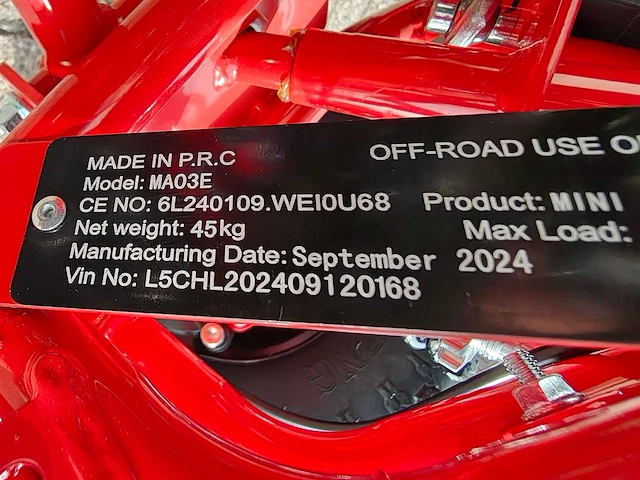 MADE IN P.R.C
OFF-ROAD USE
Model: MA03E
CE NO: 6L240109.WEI0U68
Product: MINI
Net weight: 45kg
Max Load:
Manufacturing Date: September 2024
Vin No: L5CHL202409120168